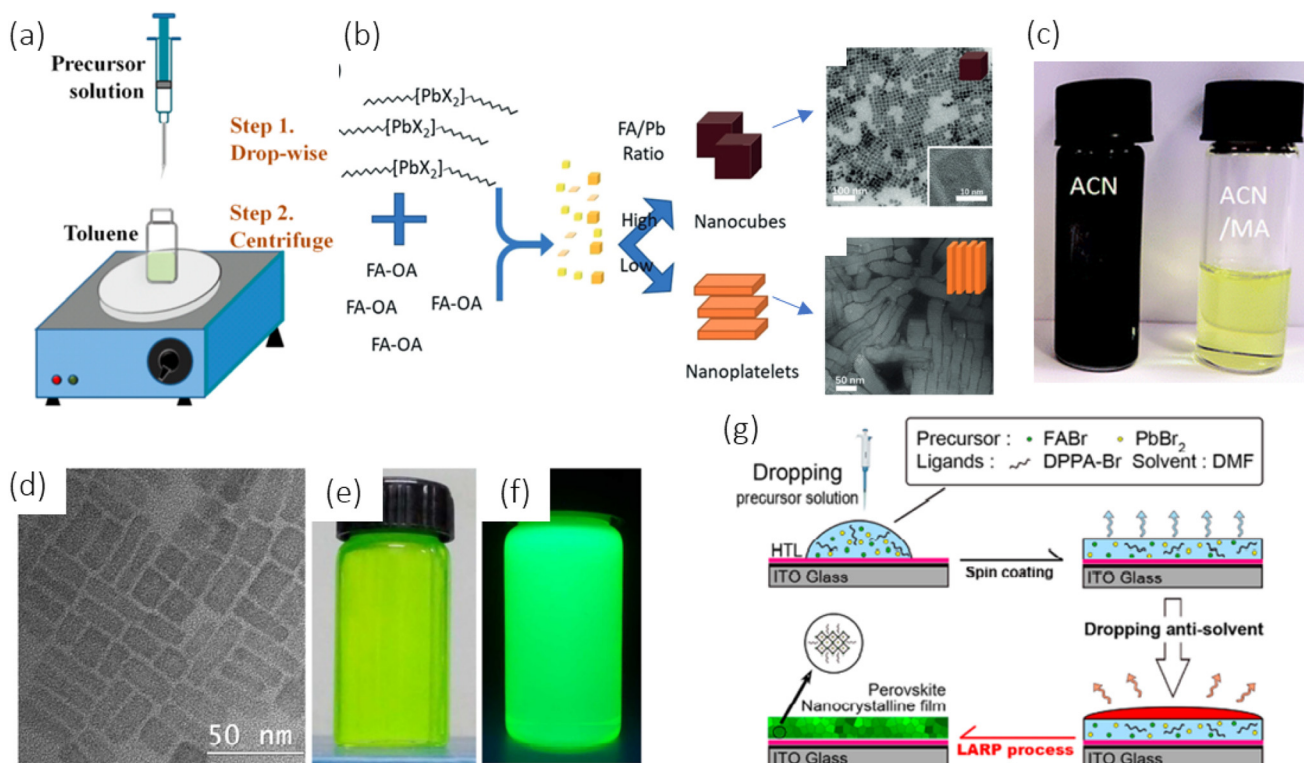 (a)
Precursor
solution
Step 1.
Drop-wise
Toluene
Step 2.
Centrifuge
(b)
[PbX2]
[PbX2]
[PbX2]
FA-OA
FA-OA
FA-OA
FA-OA
FA/Pb
Ratio
High
Low
Nanocubes
Nanoplatelets
100 nm
10 nm
50 nm
(c)
ACN
ACN
/MA
(d)
50 nm
(e)
(f)
(g)
Precursor : FABr PbBr2
Ligands : DPPA-Br Solvent : DMF
Dropping
precursor solution
HTL
ITO Glass
Spin coating
ITO Glass
Dropping anti-solvent
Perovskite
Nanocrystalline film
ITO Glass
LARP process
ITO Glass